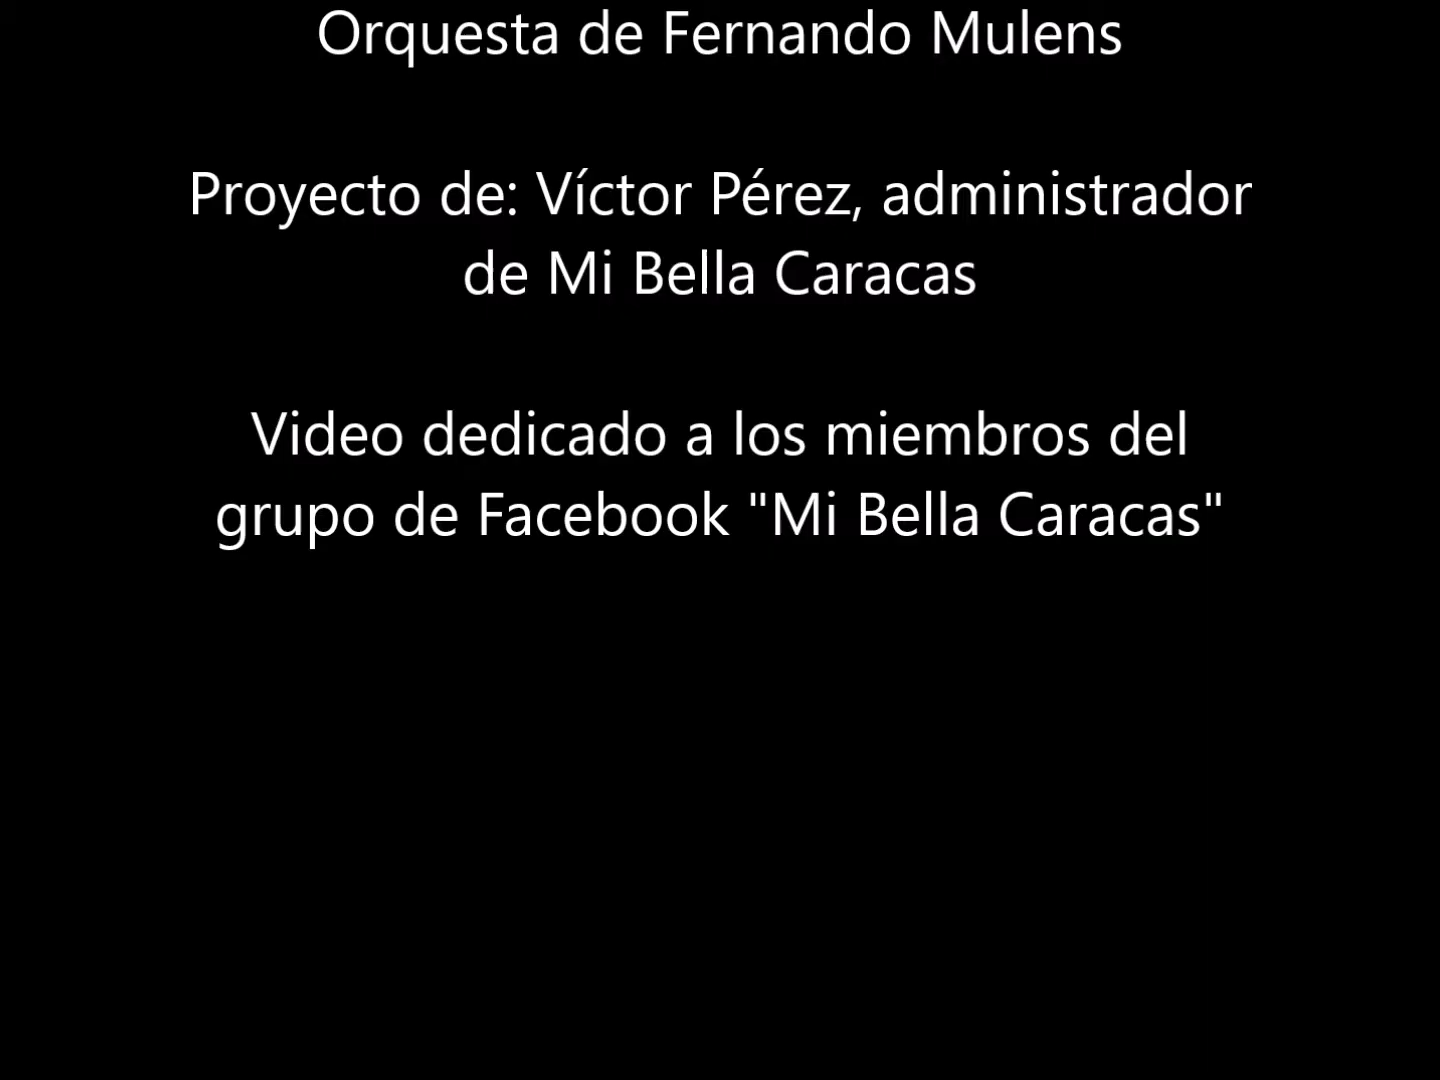 Orquesta de Fernando Mulens
Proyecto de: Víctor Pérez, administrador
de Mi Bella Caracas
Video dedicado a los miembros del
grupo de Facebook "Mi Bella Caracas"